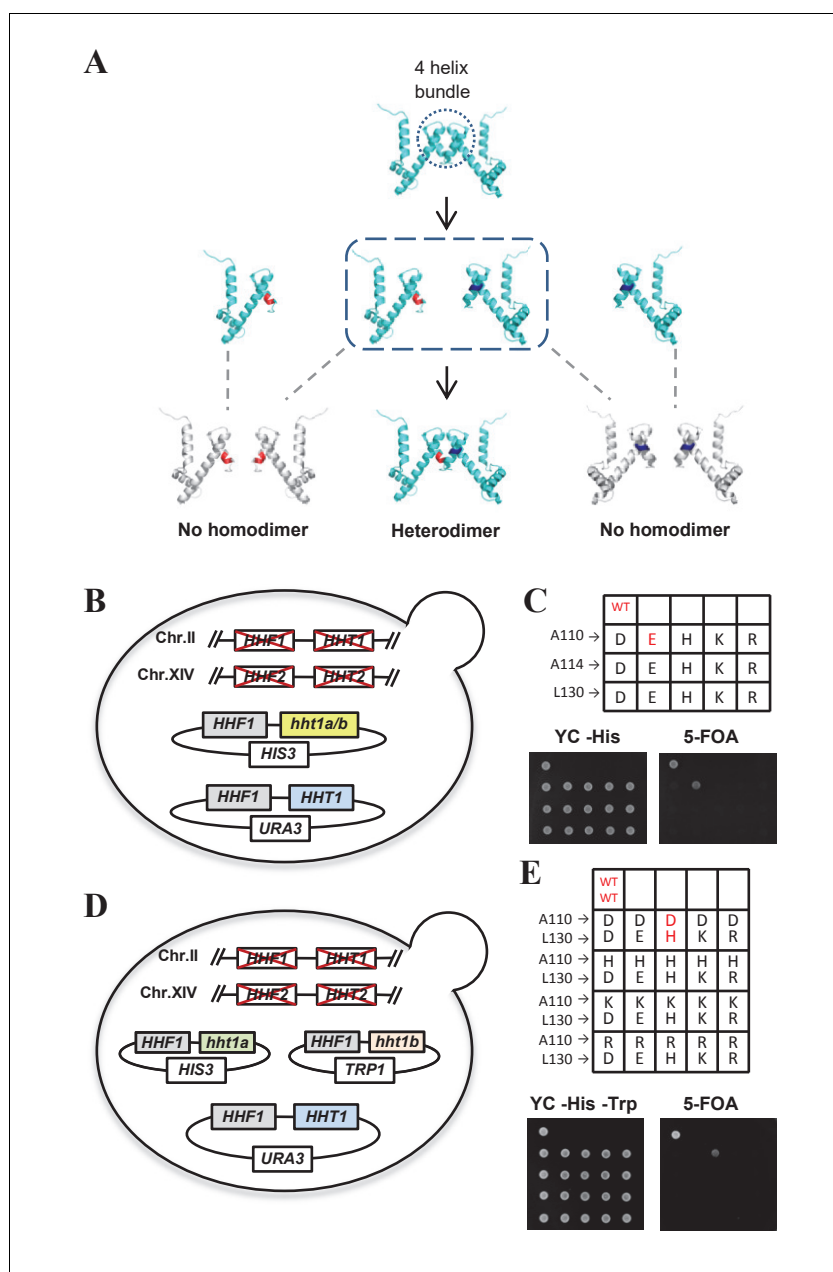 A
4 helix
bundle
No homodimer
Heterodimer
No homodimer
B
Chr.II
HHF1
HHT1
Chr.XIV
HHF2
HHT2
HHF1
hht1a/b
HIS3
HHF1
HHT1
URA3
C
WT
A110 → D E H K R
A114 → D E H K R
L130 → D E H K R
YC -His
5-FOA
D
Chr.II
HHF1
HHT1
Chr.XIV
HHF2
HHT2
HHF1
hht1a
HIS3
HHF1
hht1b
TRP1
HHF1
HHT1
URA3
E
WT
WT
A110 → D D D D D
L130 → D E H K R
A110 → H H H H H
L130 → D E H K R
A110 → K K K K K
L130 → D E H K R
A110 → R R R R R
L130 → D E H K R
YC -His -Trp
5-FOA